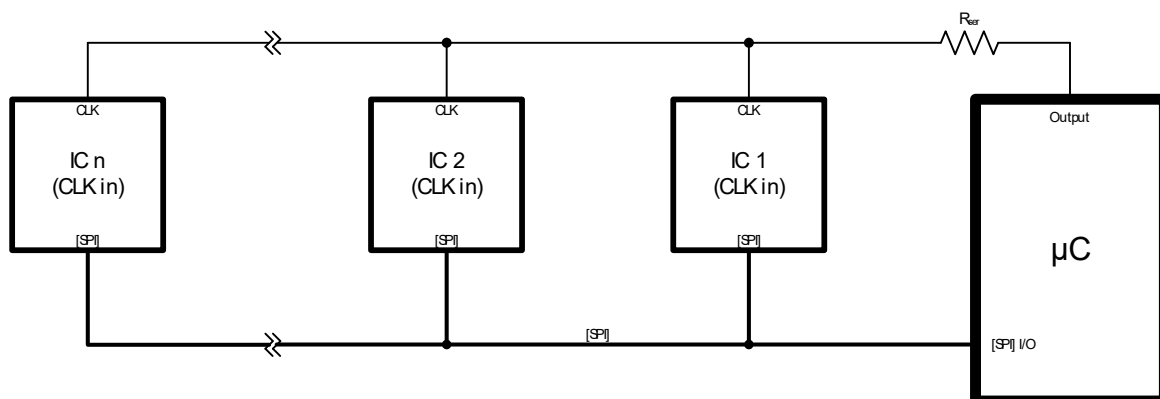 Rser
CLK
IC n
(CLK in)
[SPI]
CLK
IC 2
(CLK in)
[SPI]
CLK
IC 1
(CLK in)
[SPI]
Output
µC
[SPI] I/O
[SPI]